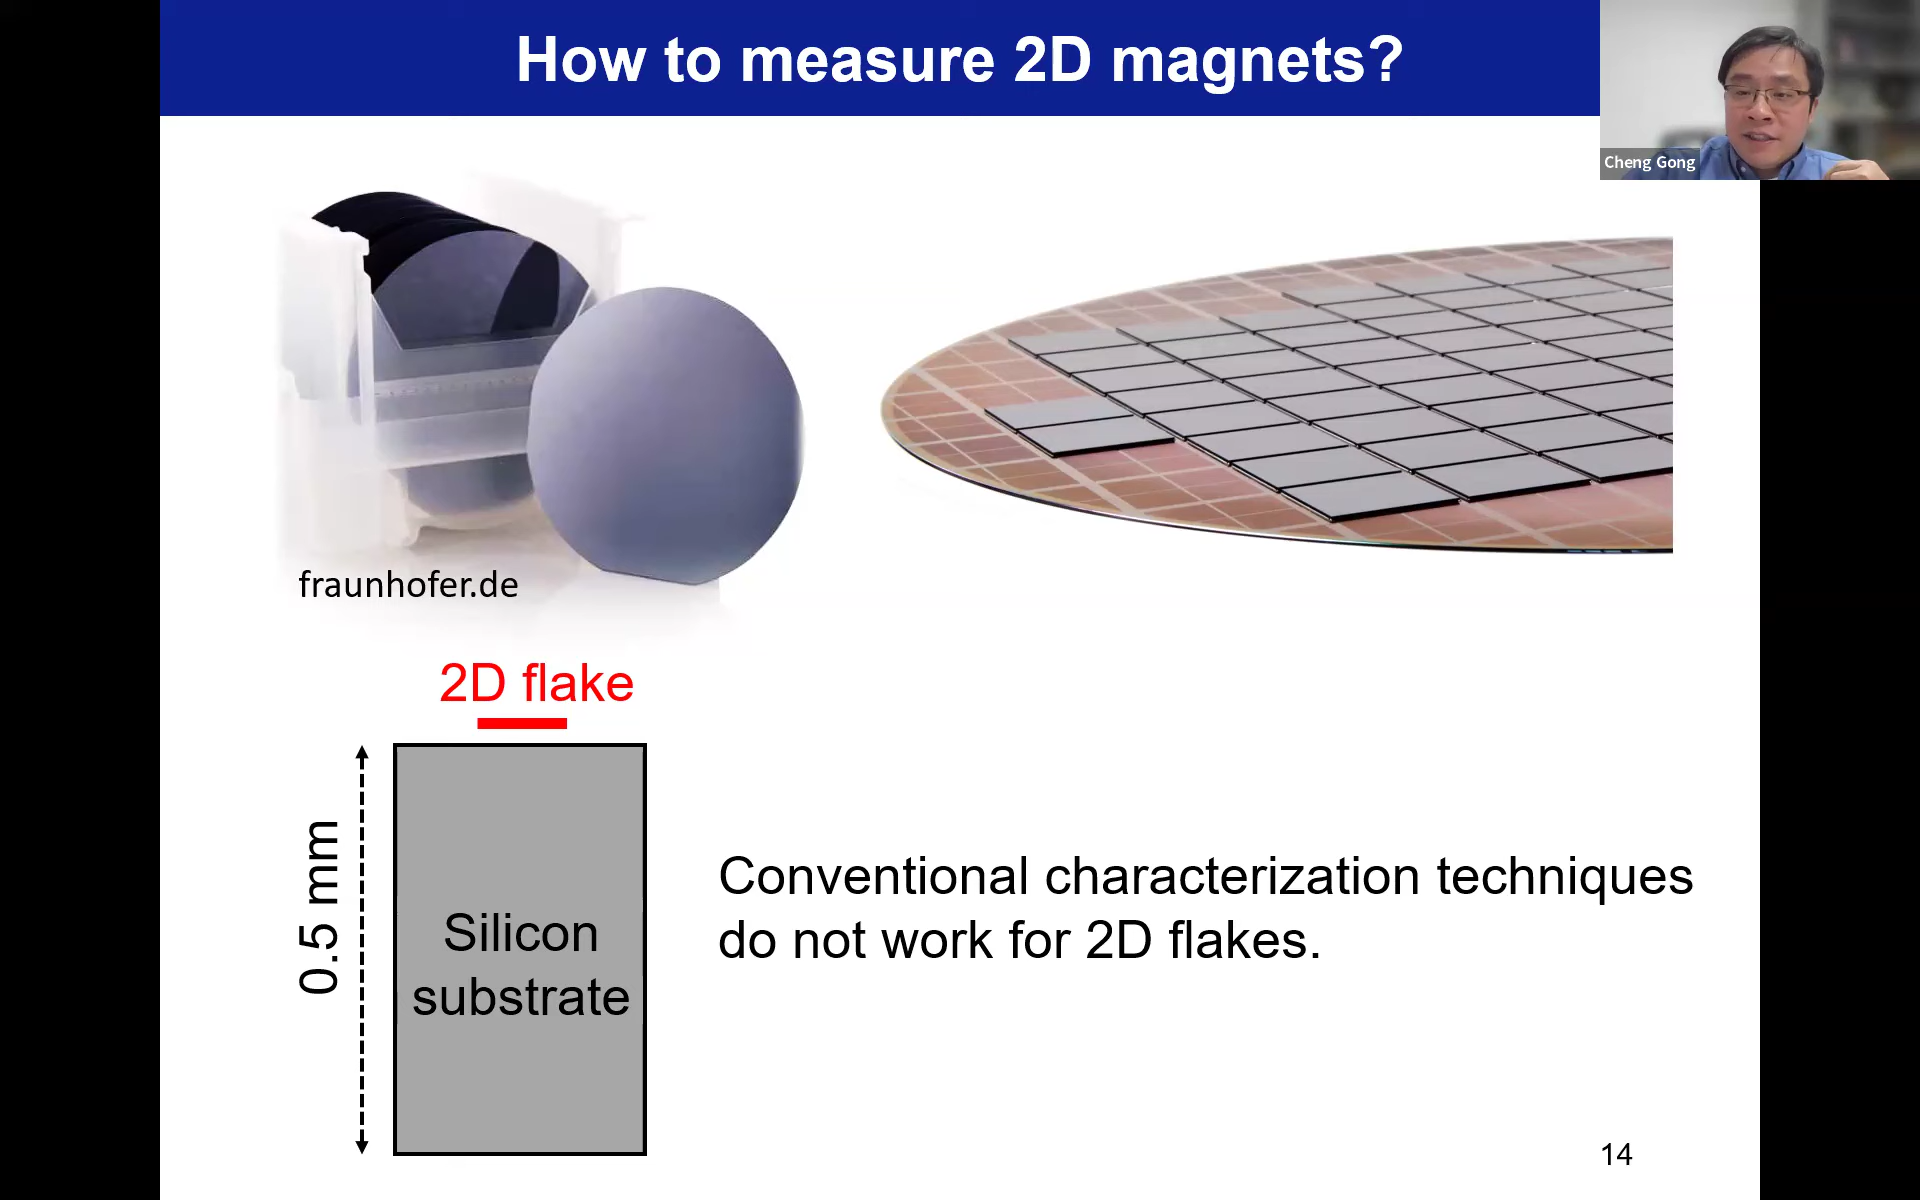 How to measure 2D magnets?
Cheng Gong
fraunhofer.de
2D flake
0.5 mm
Silicon
substrate
Conventional characterization techniques
do not work for 2D flakes.
14